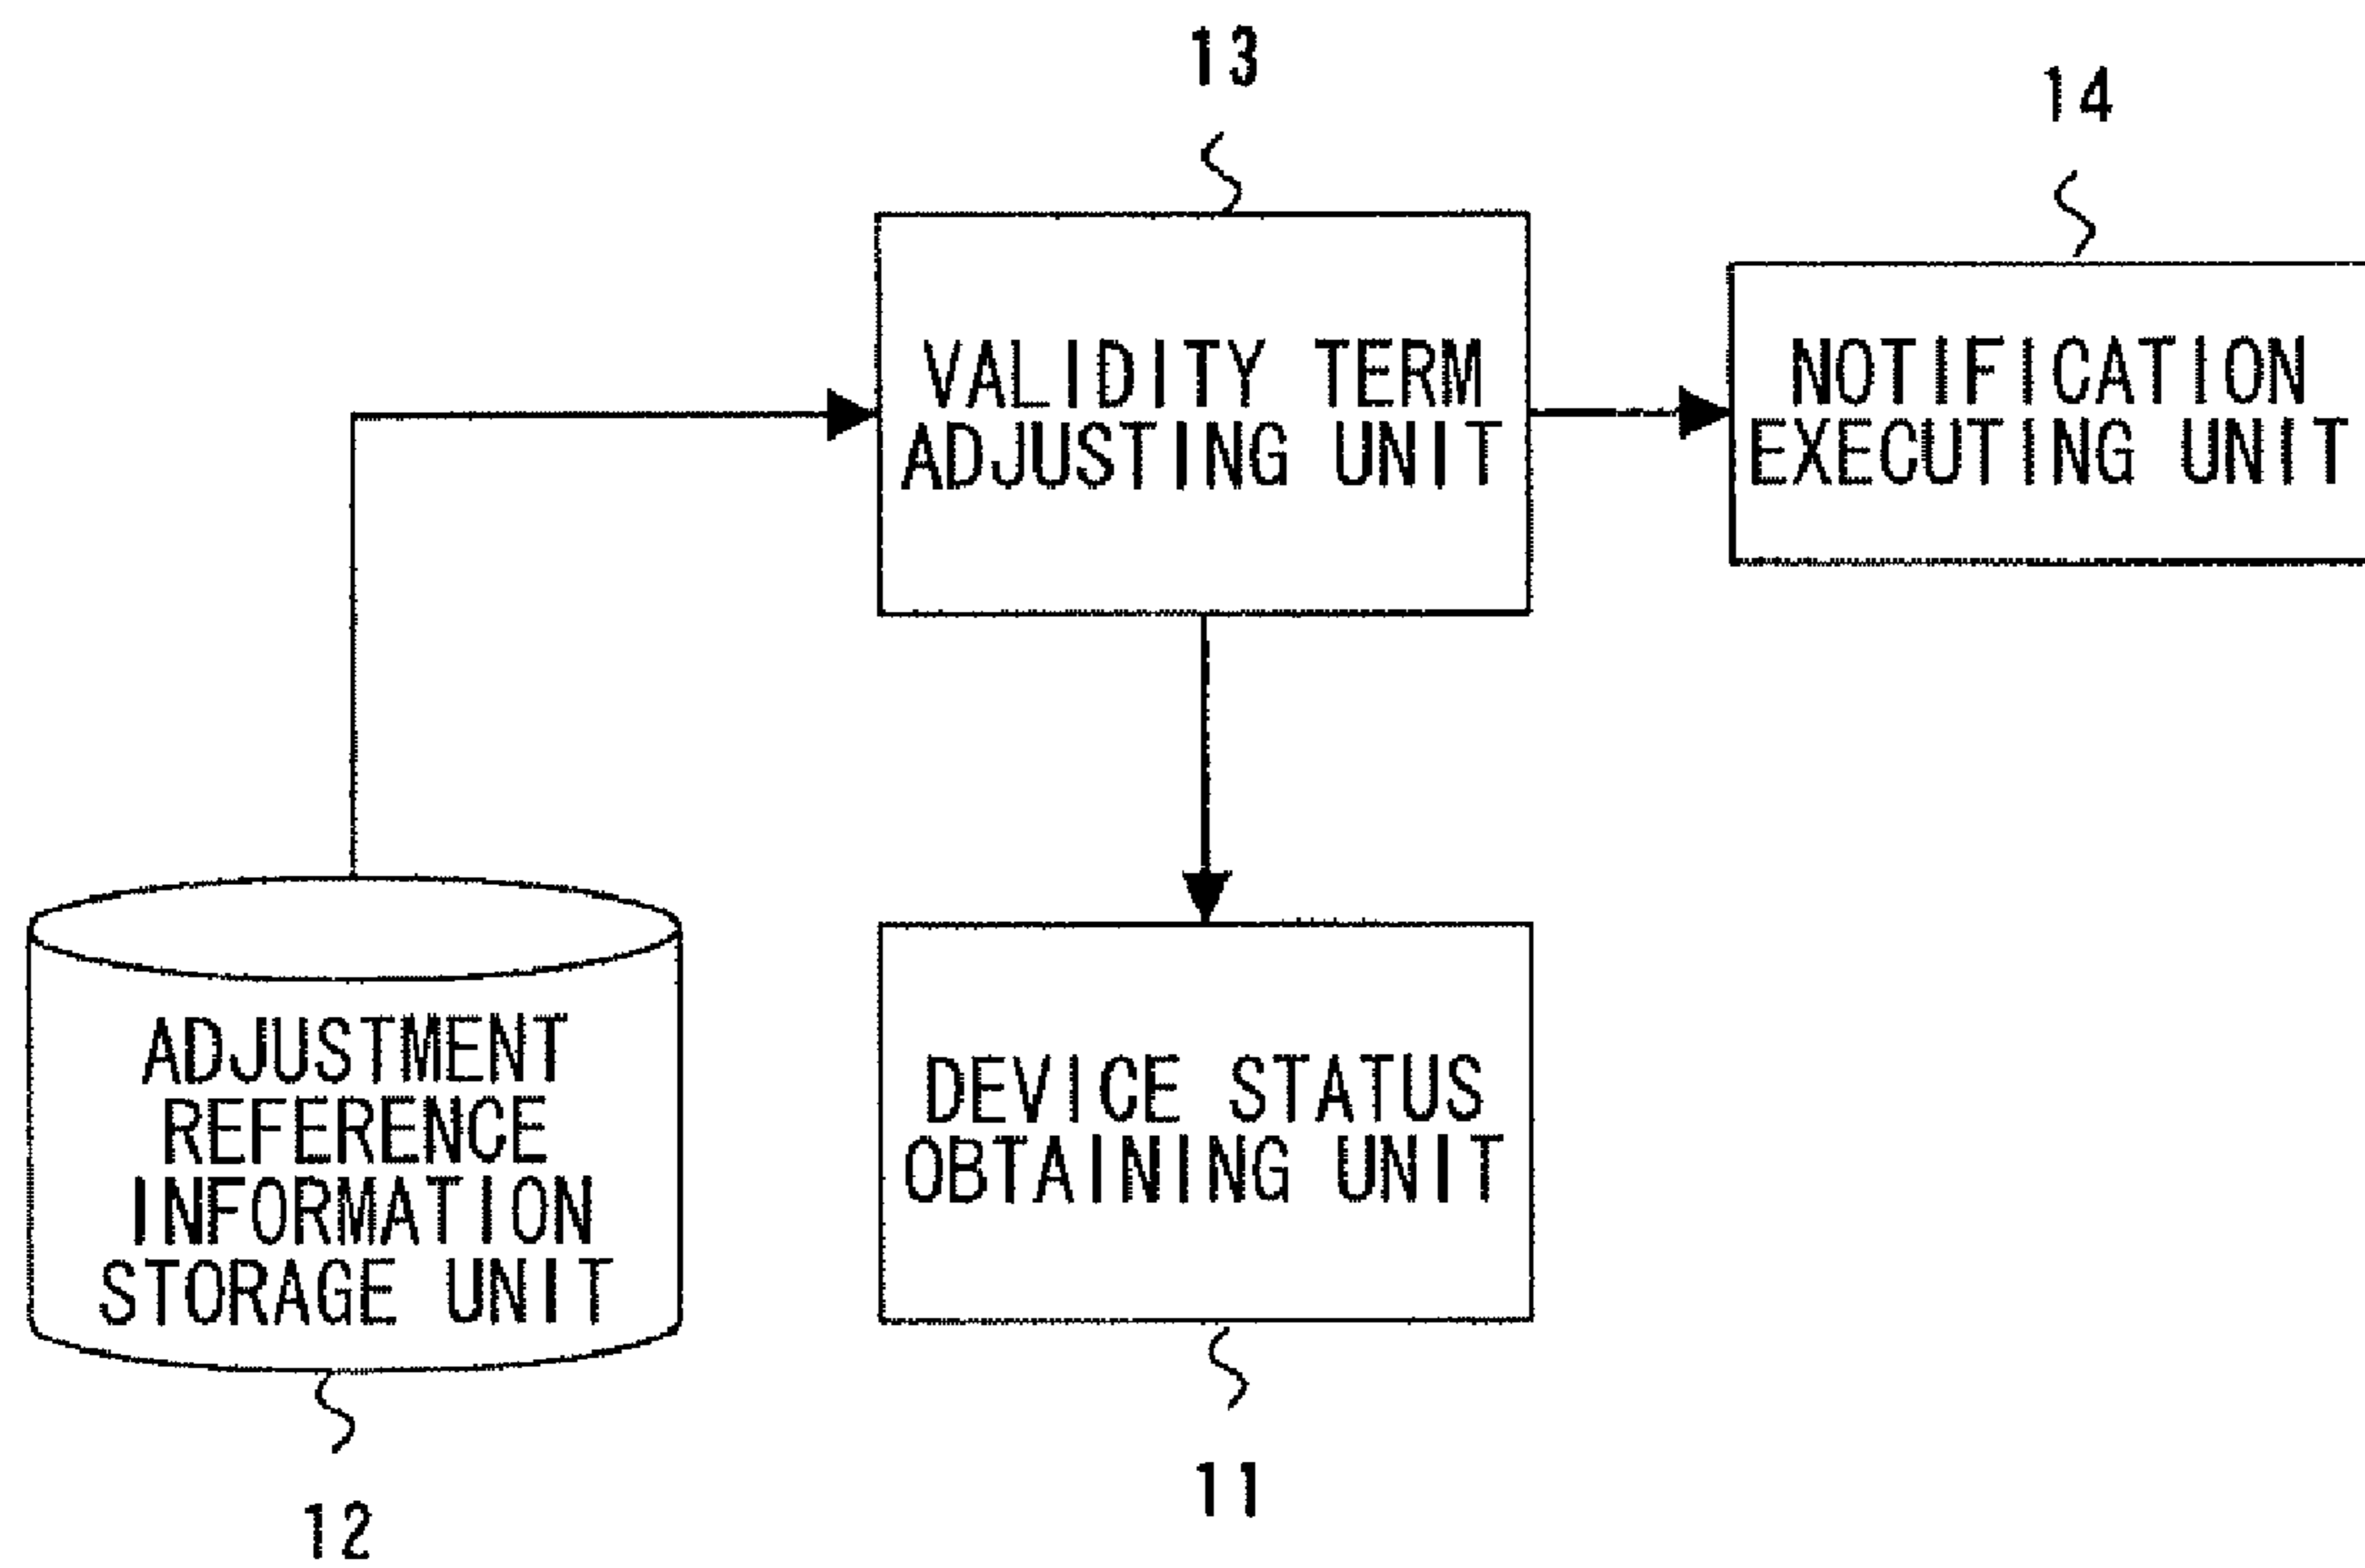 13
14
VALIDITY TERM
ADJUSTING UNIT
NOTIFICATION
EXECUTING UNIT
ADJUSTMENT
REFERENCE
INFORMATION
STORAGE UNIT
DEVICE STATUS
OBTAINING UNIT
11
12